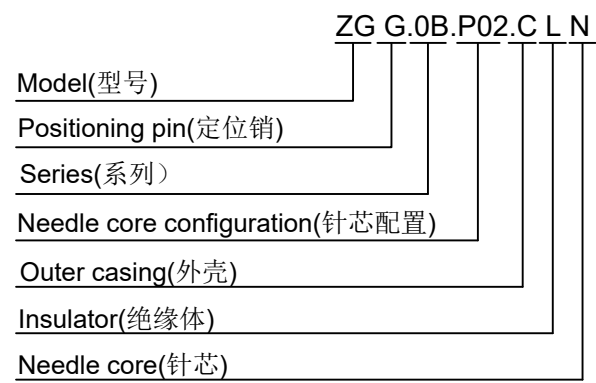 ZG G.0B.P02.C L N
Model(型号)
Positioning pin(定位销)
Series(系列）
Needle core configuration(针芯配置)
Outer casing(外壳)
Insulator(绝缘体)
Needle core(针芯)